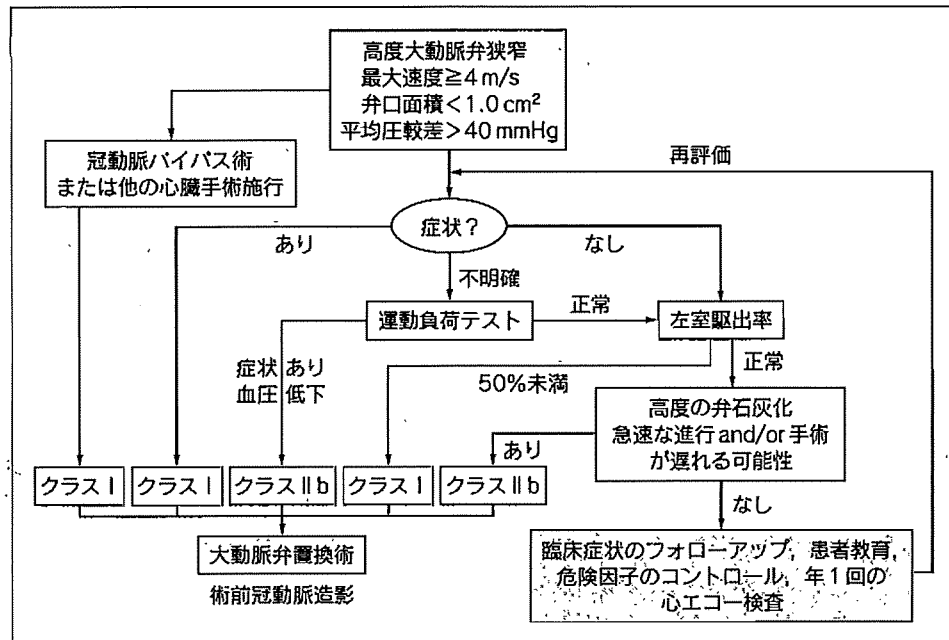 高度大動脈弁狭窄
最大速度≧4 m/s
弁口面積<1.0 cm²
平均圧較差>40 mmHg
冠動脈バイパス術
または他の心臓手術施行
再評価
症状？
あり
なし
不明確
運動負荷テスト
正常
左室駆出率
症状 あり
血圧 低下
50％未満
正常
高度の弁石灰化
急速な進行 and/or 手術
が遅れる可能性
あり
なし
クラスⅠ
クラスⅠ
クラスⅡb
クラスⅠ
クラスⅡb
大動脈弁置換術
術前冠動脈造影
臨床症状のフォローアップ，患者教育，
危険因子のコントロール，年1回の
心エコー検査